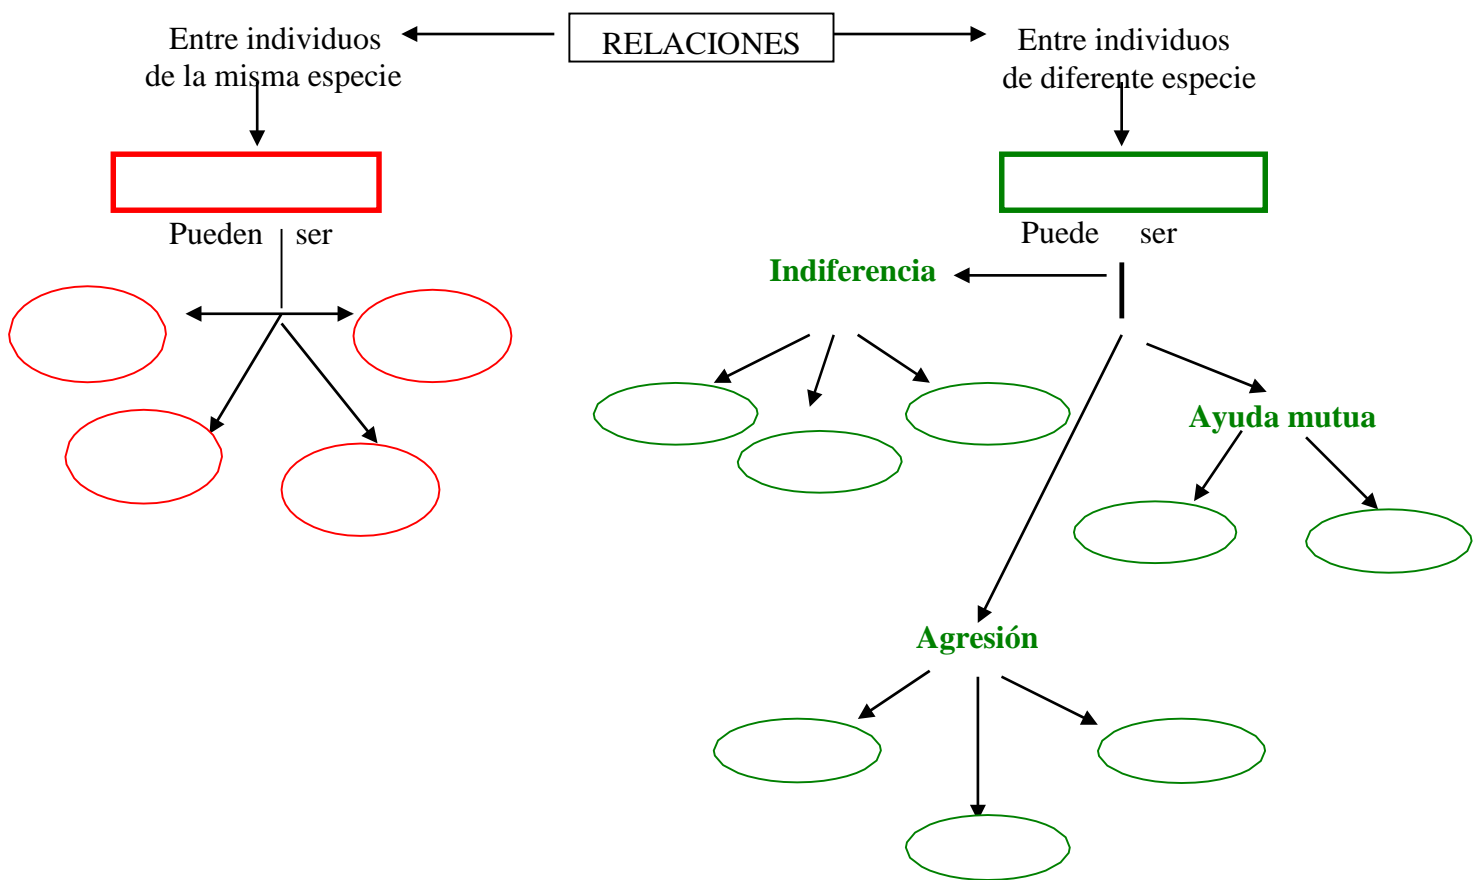 RELACIONES
Entre individuos
de la misma especie
Entre individuos
de diferente especie
Pueden ser
Puede ser
Indiferencia
Ayuda mutua
Agresión